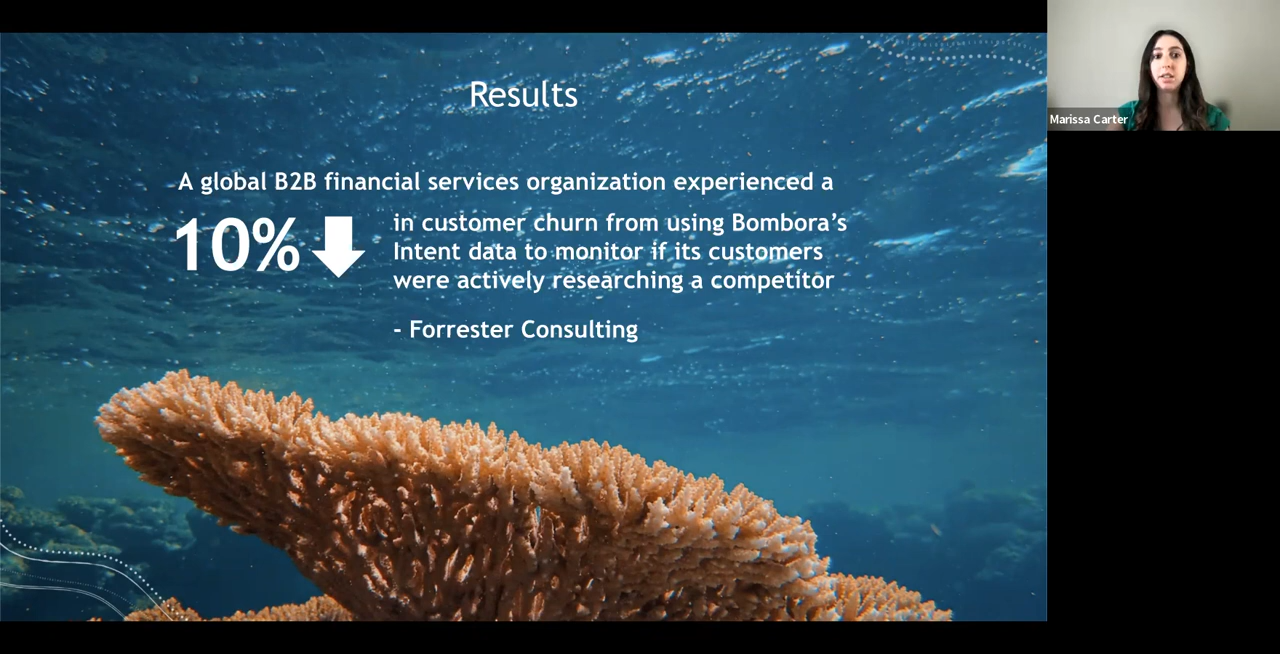 Results
A global B2B financial services organization experienced a
10%
in customer churn from using Bombora’s
Intent data to monitor if its customers
were actively researching a competitor
- Forrester Consulting
Marissa Carter